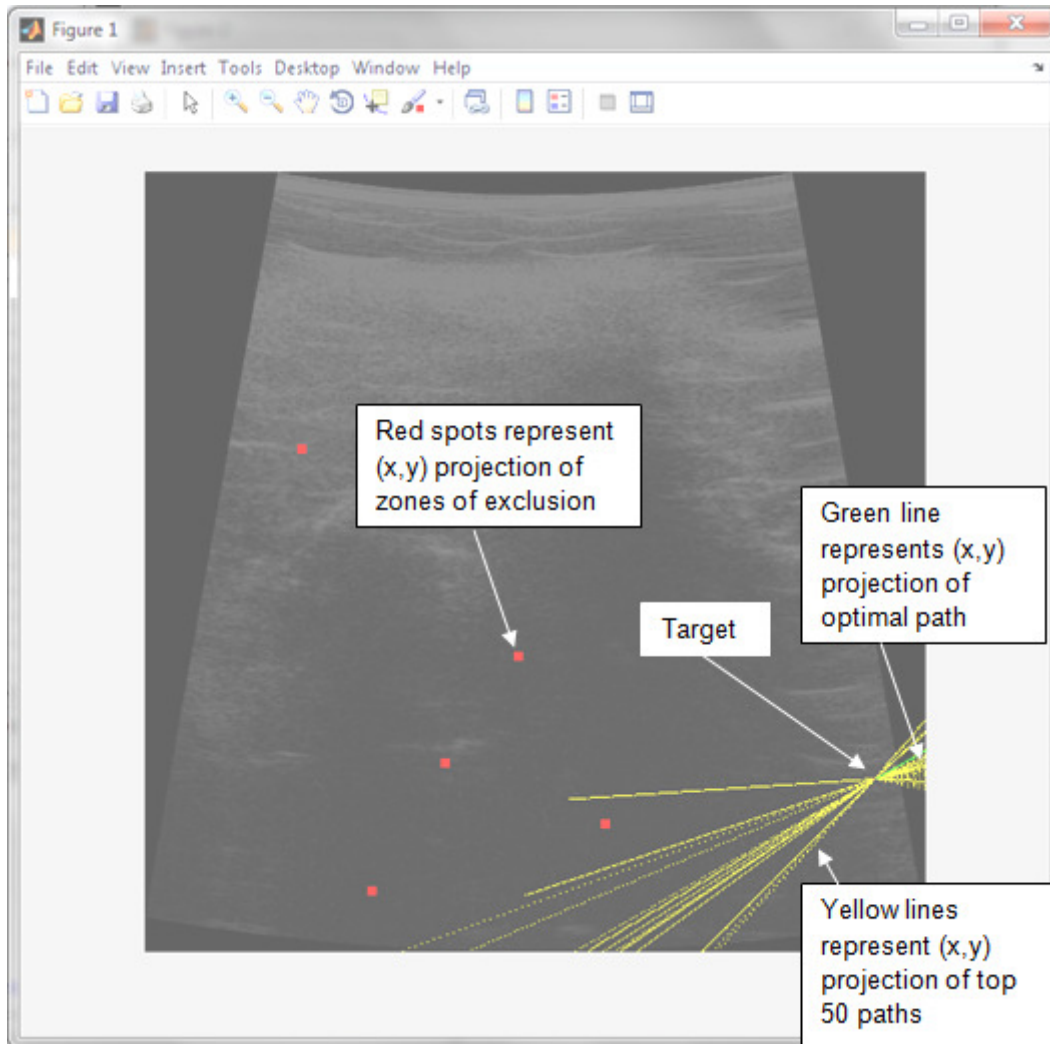 Figure 1
File Edit View Insert Tools Desktop Window Help
Red spots represent
(x,y) projection of
zones of exclusion
Green line
represents (x,y)
projection of
optimal path
Target
Yellow lines
represent (x,y)
projection of top
50 paths